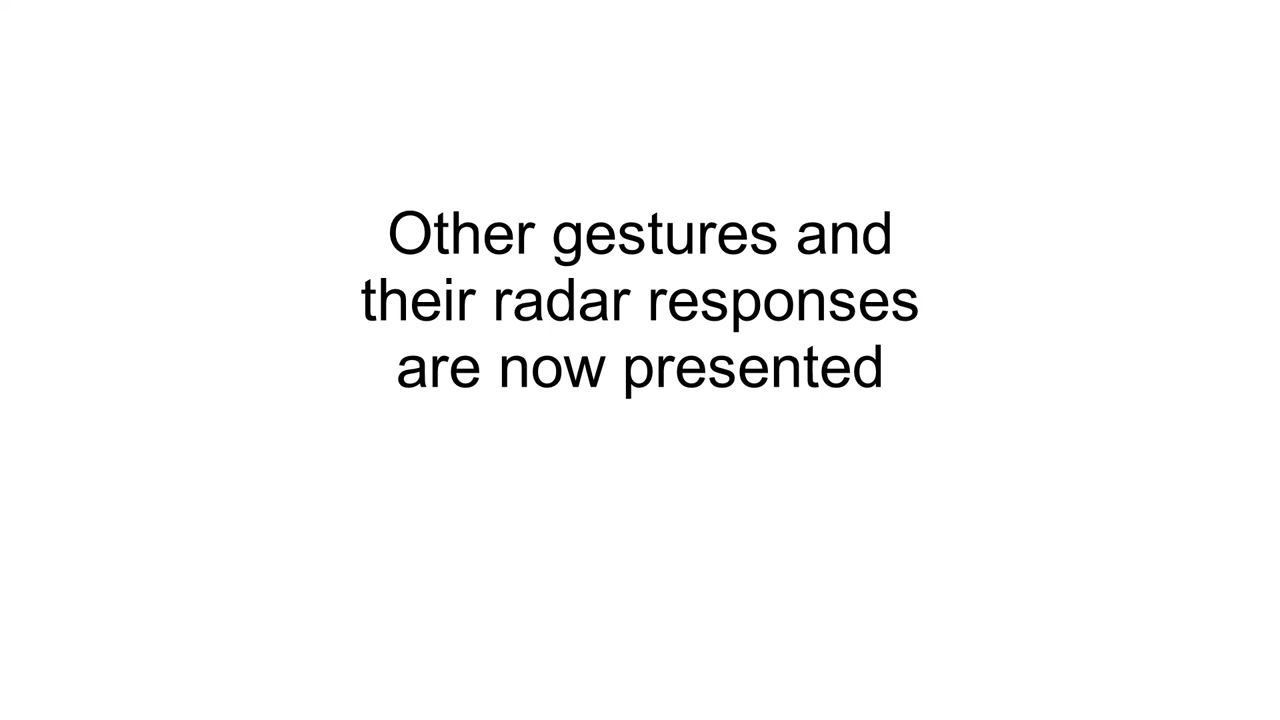 Other gestures and
their radar responses
are now presented